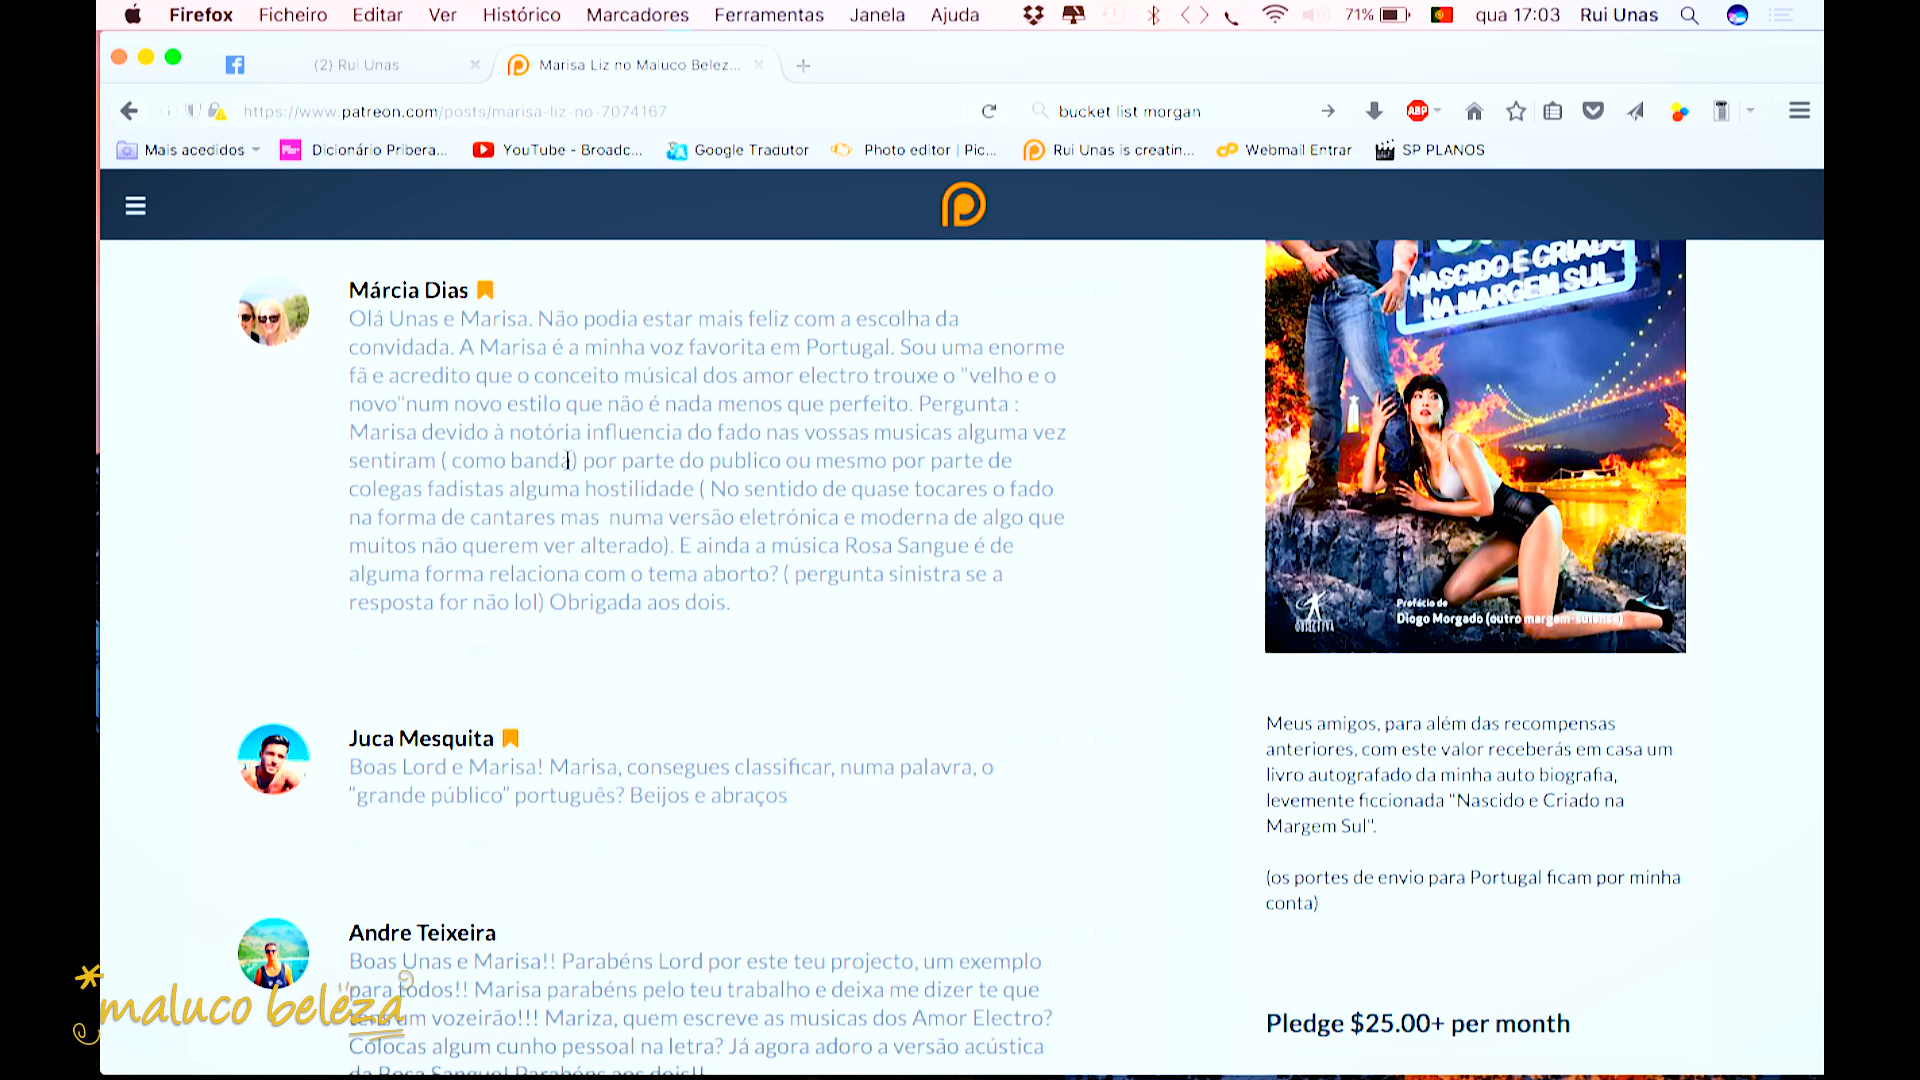 Firefox Ficheiro Editar Ver Histórico Marcadores Ferramentas Janela Ajuda 71% qua 17:03 Rui Unas
(2) Rui Unas
Marisa Liz no Maluco Belez...
https://www.patreon.com/posts/marisa-liz-no-7074167
bucket list morgan
ABP
Mais acedidos Dicionário Pribera... YouTube - Broadc... Google Tradutor Photo editor | Pic... Rui Unas is creatin... Webmail Entrar SP PLANOS
Márcia Dias
Olá Unas e Marisa. Não podia estar mais feliz com a escolha da
convidada. A Marisa é a minha voz favorita em Portugal. Sou uma enorme
fã e acredito que o conceito músical dos amor electro trouxe o "velho e o
novo"num novo estilo que não é nada menos que perfeito. Pergunta :
Marisa devido à notória influencia do fado nas vossas musicas alguma vez
sentiram ( como banda) por parte do publico ou mesmo por parte de
colegas fadistas alguma hostilidade ( No sentido de quase tocares o fado
na forma de cantares mas numa versão eletrónica e moderna de algo que
muitos não querem ver alterado). E ainda a música Rosa Sangue é de
alguma forma relaciona com o tema aborto? ( pergunta sinistra se a
resposta for não lol) Obrigada aos dois.
Juca Mesquita
Boas Lord e Marisa! Marisa, consegues classificar, numa palavra, o
“grande público” português? Beijos e abraços
Andre Teixeira
Boas Unas e Marisa!! Parabéns Lord por este teu projecto, um exemplo
para todos!! Marisa parabéns pelo teu trabalho e deixa me dizer te que
tens um vozeirão!!! Mariza, quem escreve as musicas dos Amor Electro?
Colocas algum cunho pessoal na letra? Já agora adoro a versão acústica
da Rosa Sangue! Parabéns aos dois!!
NASCIDO E CRIADO
NA MARGEM SUL
OBJECTIVA
Prefácio de
Diogo Morgado (outro margem-sulense)
Meus amigos, para além das recompensas
anteriores, com este valor receberás em casa um
livro autografado da minha auto biografia,
levemente ficcionada "Nascido e Criado na
Margem Sul".
(os portes de envio para Portugal ficam por minha
conta)
Pledge $25.00+ per month
maluco beleza